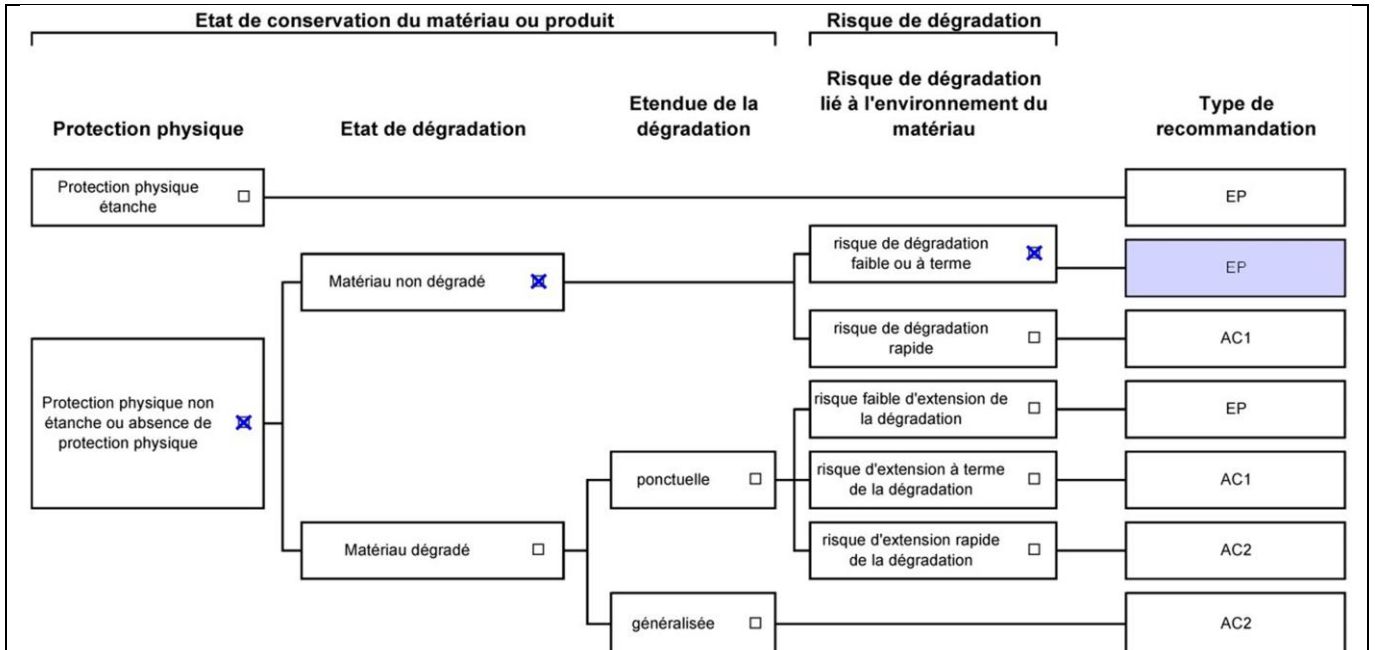 Etat de conservation du matériau ou produit
Risque de dégradation
Protection physique
Etat de dégradation
Etendue de la
dégradation
Risque de dégradation
lié à l'environnement du
matériau
Type de
recommandation
Protection physique
étanche
EP
risque de dégradation
faible ou à terme
EP
Matériau non dégradé
risque de dégradation
rapide
AC1
Protection physique non
étanche ou absence de
protection physique
risque faible d'extension de
la dégradation
EP
ponctuelle
risque d'extension à terme
de la dégradation
AC1
Matériau dégradé
risque d'extension rapide
de la dégradation
AC2
généralisée
AC2